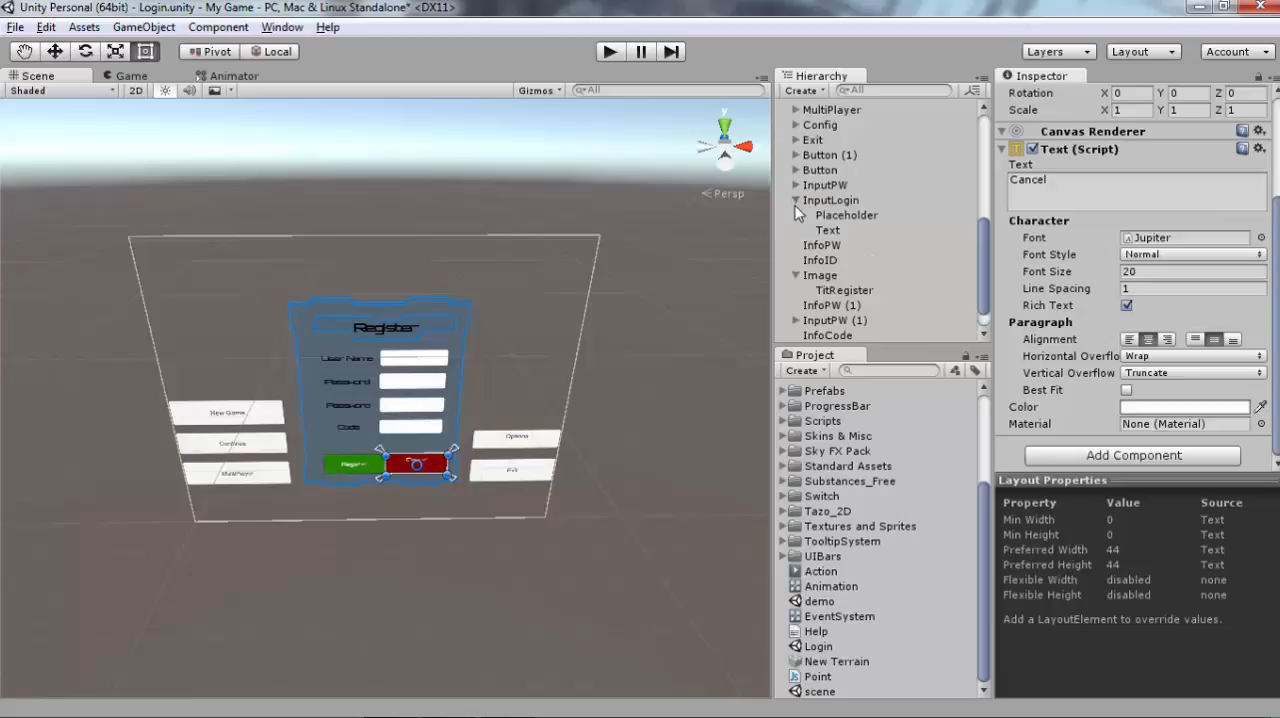 Unity Personal (64bit) - Login.unity - My Game - PC, Mac & Linux Standalone* <DX11>
File Edit Assets GameObject Component Window Help
Pivot Local Layers Layout Account
Scene Game Animator
Shaded 2D Gizmos All
y
Persp
Register
User Name
Password
Password
Code
New Game
Continue
MultiPlayer
Options
Exit
Register
Hierarchy
Create All
MultiPlayer
Config
Exit
Button (1)
Button
InputPW
InputLogin
Placeholder
Text
InfoPW
InfoID
Image
TitRegister
InfoPW (1)
InputPW (1)
InfoCode
Project
Create
Prefabs
ProgressBar
Scripts
Skins & Misc
Sky FX Pack
Standard Assets
Substances_Free
Switch
Tazo_2D
Textures and Sprites
TooltipSystem
UIBars
Action
Animation
demo
EventSystem
Help
Login
New Terrain
Point
scene
Inspector
Rotation X 0 Y 0 Z 0
Scale X 1 Y 1 Z 1
Canvas Renderer
Text (Script)
Text
Cancel
Character
Font Jupiter
Font Style Normal
Font Size 20
Line Spacing 1
Rich Text
Paragraph
Alignment
Horizontal Overflo Wrap
Vertical Overflow Truncate
Best Fit
Color
Material None (Material)
Add Component
Layout Properties
Property Value Source
Min Width 0 Text
Min Height 0 Text
Preferred Width 44 Text
Preferred Height 44 Text
Flexible Width disabled none
Flexible Height disabled none
Add a LayoutElement to override values.